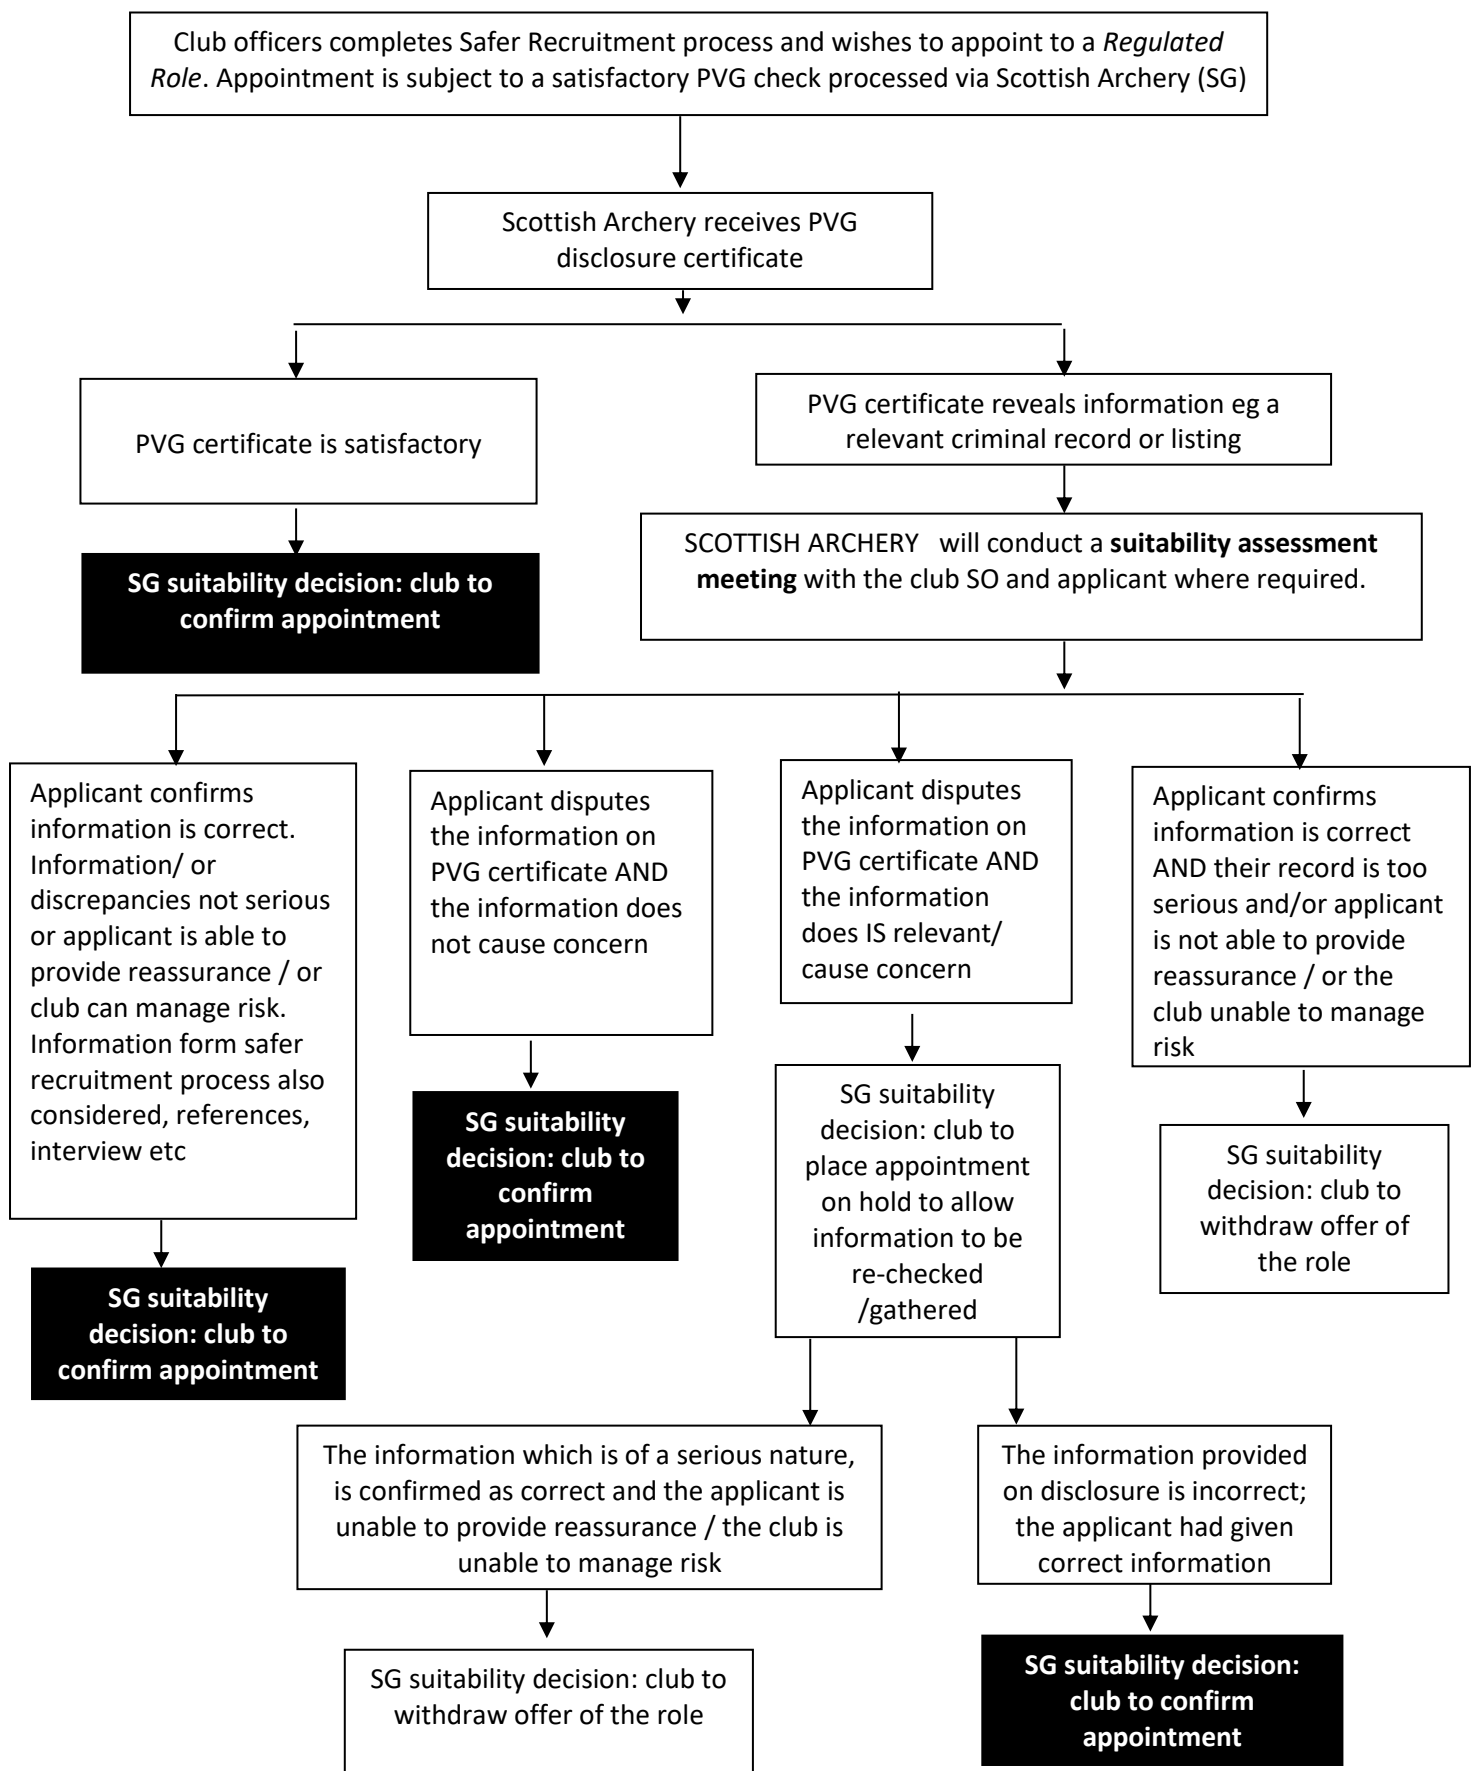 Club officers completes Safer Recruitment process and wishes to appoint to a Regulated
Role. Appointment is subject to a satisfactory PVG check processed via Scottish Archery (SG)
Scottish Archery receives PVG
disclosure certificate
PVG certificate is satisfactory
PVG certificate reveals information eg a
relevant criminal record or listing
SG suitability decision: club to
confirm appointment
SCOTTISH ARCHERY will conduct a suitability assessment
meeting with the club SO and applicant where required.
Applicant confirms
information is correct.
Information/ or
discrepancies not serious
or applicant is able to
provide reassurance / or
club can manage risk.
Information form safer
recruitment process also
considered, references,
interview etc
SG suitability
decision: club to
confirm appointment
Applicant disputes
the information on
PVG certificate AND
the information does
not cause concern
SG suitability
decision: club to
confirm
appointment
Applicant disputes
the information on
PVG certificate AND
the information
does IS relevant/
cause concern
SG suitability
decision: club to
place appointment
on hold to allow
information to be
re-checked
/gathered
Applicant confirms
information is correct
AND their record is too
serious and/or applicant
is not able to provide
reassurance / or the
club unable to manage
risk
SG suitability
decision: club to
withdraw offer of
the role
The information which is of a serious nature,
is confirmed as correct and the applicant is
unable to provide reassurance / the club is
unable to manage risk
SG suitability decision: club to
withdraw offer of the role
The information provided
on disclosure is incorrect;
the applicant had given
correct information
SG suitability decision:
club to confirm
appointment